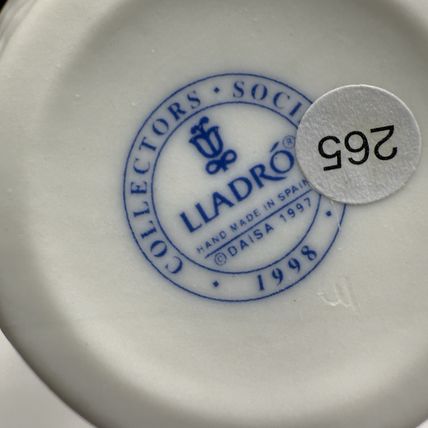 COLLECTORS · SOCI
LLADRÓ®
HAND MADE IN SPAIN
© DAISA 1997
· 1998 ·
265